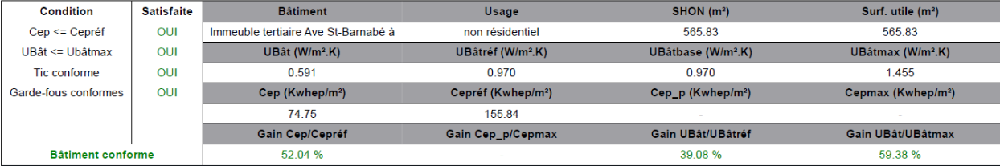 Condition Satisfaite Bâtiment Usage SHON (m²) Surf. utile (m²)
Cep <= Cepréf OUI Immeuble tertiaire Ave St-Barnabé à non résidentiel 565.83 565.83
UBât <= Ubâtmax OUI UBât (W/m².K) UBâtréf (W/m².K) UBâtbase (W/m².K) UBâtmax (W/m².K)
Tic conforme OUI 0.591 0.970 0.970 1.455
Garde-fous conformes OUI Cep (Kwhep/m²) Cepréf (Kwhep/m²) Cep_p (Kwhep/m²) Cepmax (Kwhep/m²)
74.75 155.84 - -
Gain Cep/Cepréf Gain Cep_p/Cepmax Gain UBât/UBâtréf Gain UBât/UBâtmax
Bâtiment conforme 52.04 % - 39.08 % 59.38 %